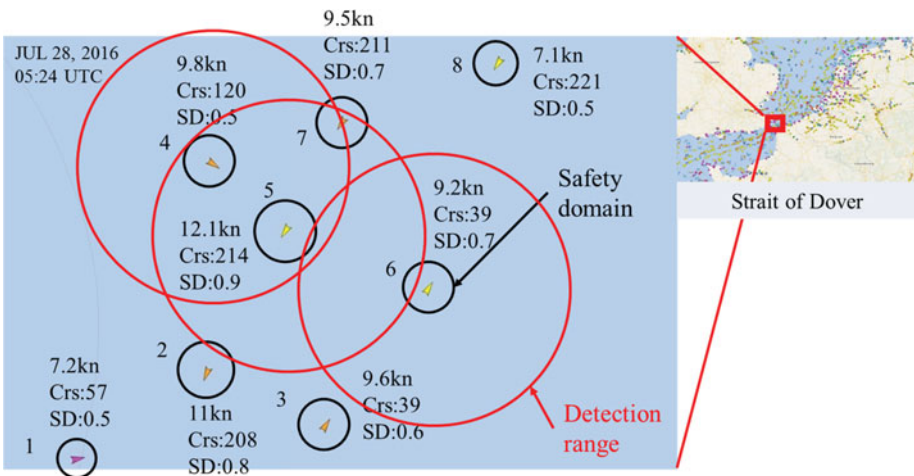 JUL 28, 2016
05:24 UTC
9.8kn
Crs:120
SD:0.5
4
9.5kn
Crs:211
SD:0.7
7
8
7.1kn
Crs:221
SD:0.5
5
12.1kn
Crs:214
SD:0.9
9.2kn
Crs:39
SD:0.7
6
Safety
domain
Strait of Dover
2
11kn
Crs:208
SD:0.8
7.2kn
Crs:57
SD:0.5
1
3
9.6kn
Crs:39
SD:0.6
Detection
range